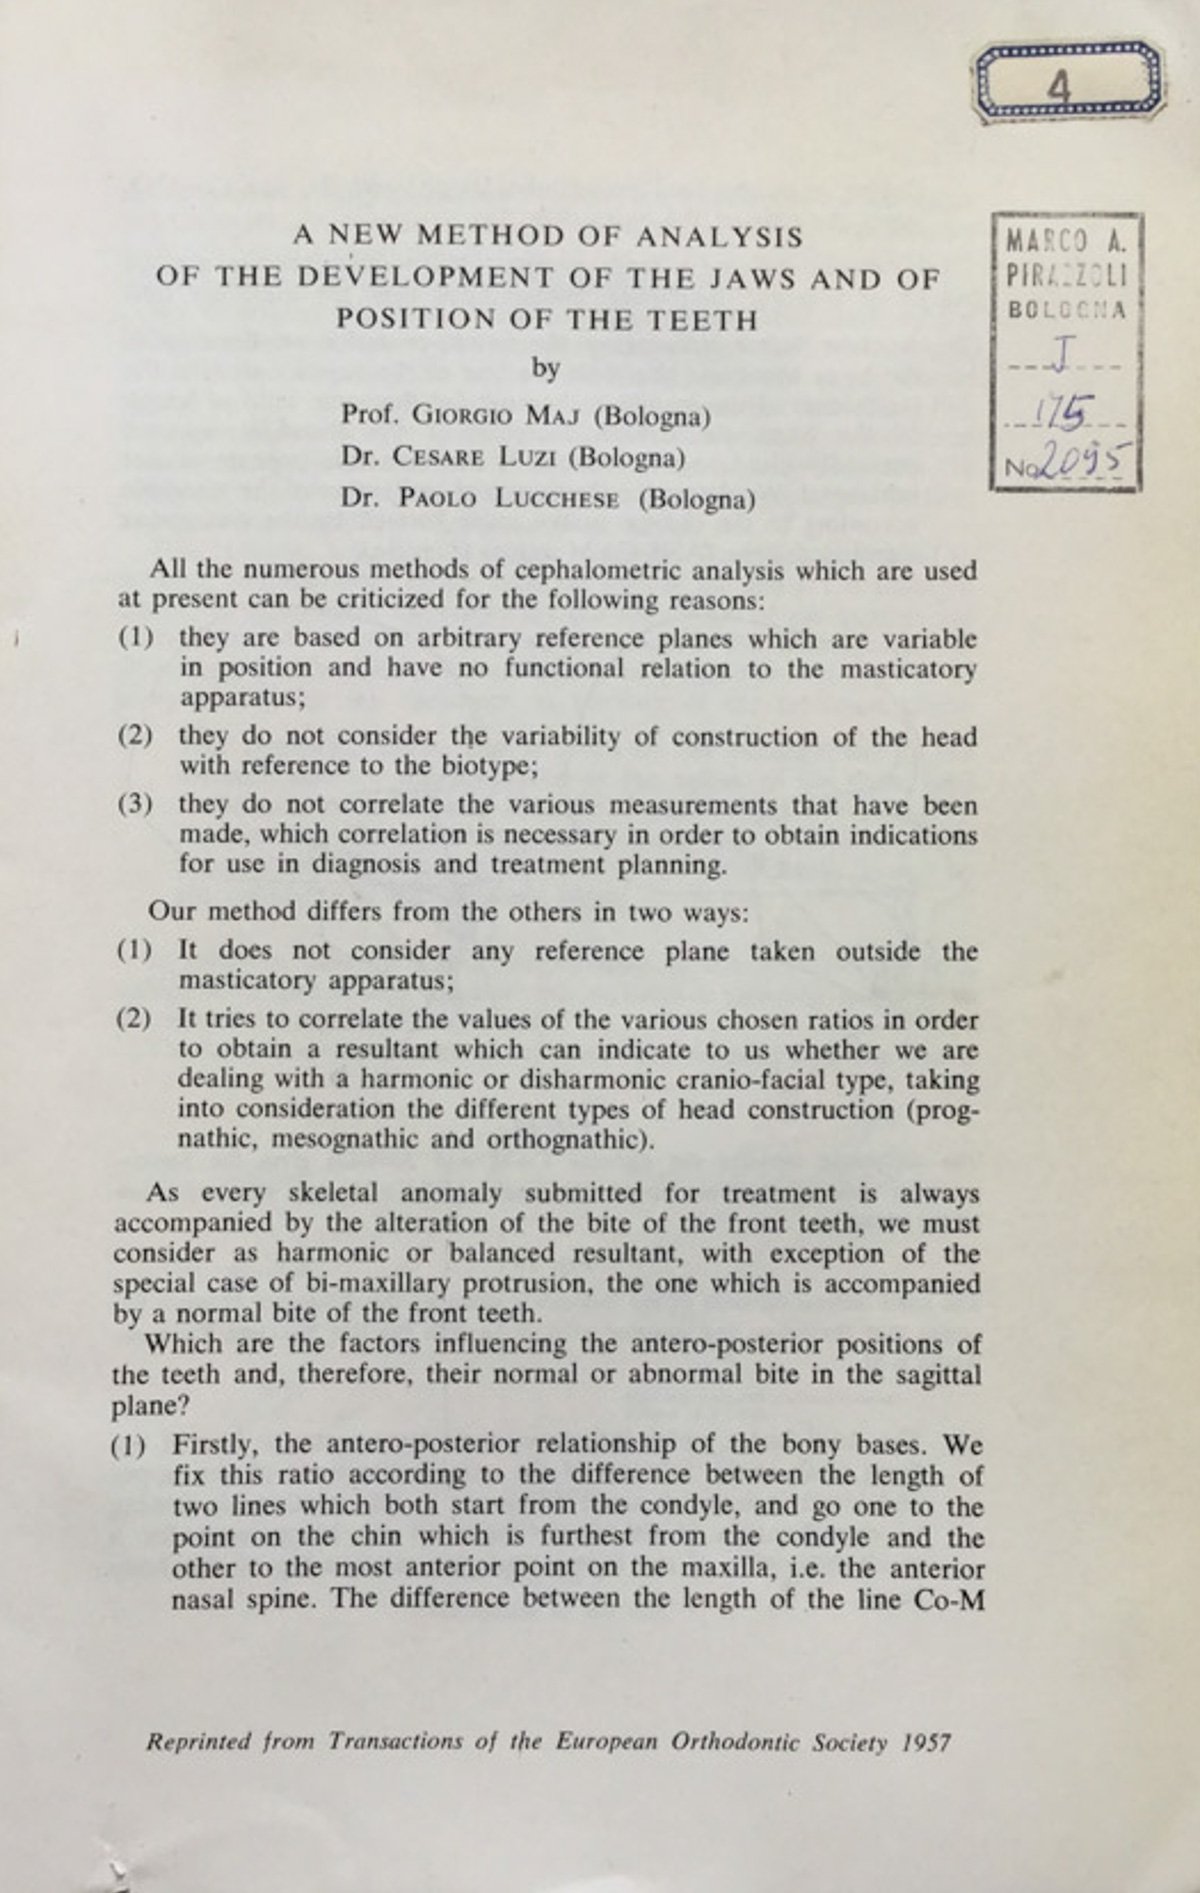 4
A NEW METHOD OF ANALYSIS
OF THE DEVELOPMENT OF THE JAWS AND OF
POSITION OF THE TEETH
by
Prof. GIORGIO MAJ (Bologna)
Dr. CESARE LUZI (Bologna)
Dr. PAOLO LUCCHESE (Bologna)
MARCO A.
PIRAZZOLI
BOLOGNA
J
175
No 2095
All the numerous methods of cephalometric analysis which are used
at present can be criticized for the following reasons:
(1) they are based on arbitrary reference planes which are variable
in position and have no functional relation to the masticatory
apparatus;
(2) they do not consider the variability of construction of the head
with reference to the biotype;
(3) they do not correlate the various measurements that have been
made, which correlation is necessary in order to obtain indications
for use in diagnosis and treatment planning.
Our method differs from the others in two ways:
(1) It does not consider any reference plane taken outside the
masticatory apparatus;
(2) It tries to correlate the values of the various chosen ratios in order
to obtain a resultant which can indicate to us whether we are
dealing with a harmonic or disharmonic cranio-facial type, taking
into consideration the different types of head construction (prog-
nathic, mesognathic and orthognathic).
As every skeletal anomaly submitted for treatment is always
accompanied by the alteration of the bite of the front teeth, we must
consider as harmonic or balanced resultant, with exception of the
special case of bi-maxillary protrusion, the one which is accompanied
by a normal bite of the front teeth.
Which are the factors influencing the antero-posterior positions of
the teeth and, therefore, their normal or abnormal bite in the sagittal
plane?
(1) Firstly, the antero-posterior relationship of the bony bases. We
fix this ratio according to the difference between the length of
two lines which both start from the condyle, and go one to the
point on the chin which is furthest from the condyle and the
other to the most anterior point on the maxilla, i.e. the anterior
nasal spine. The difference between the length of the line Co-M
Reprinted from Transactions of the European Orthodontic Society 1957